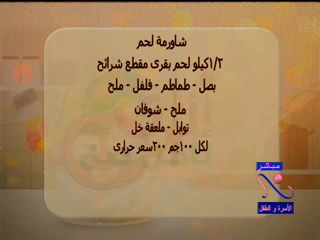 شاورمة لحم
١/٢كيلو لحم بقرى مقطع شرائح
بصل - طماطم - فلفل - ملح
ملح - شوفان
توابل - ملعقة خل
لكل ١٠٠جم ٢٠٠سعر حرارى
مباشر
الأسرة و الطفل